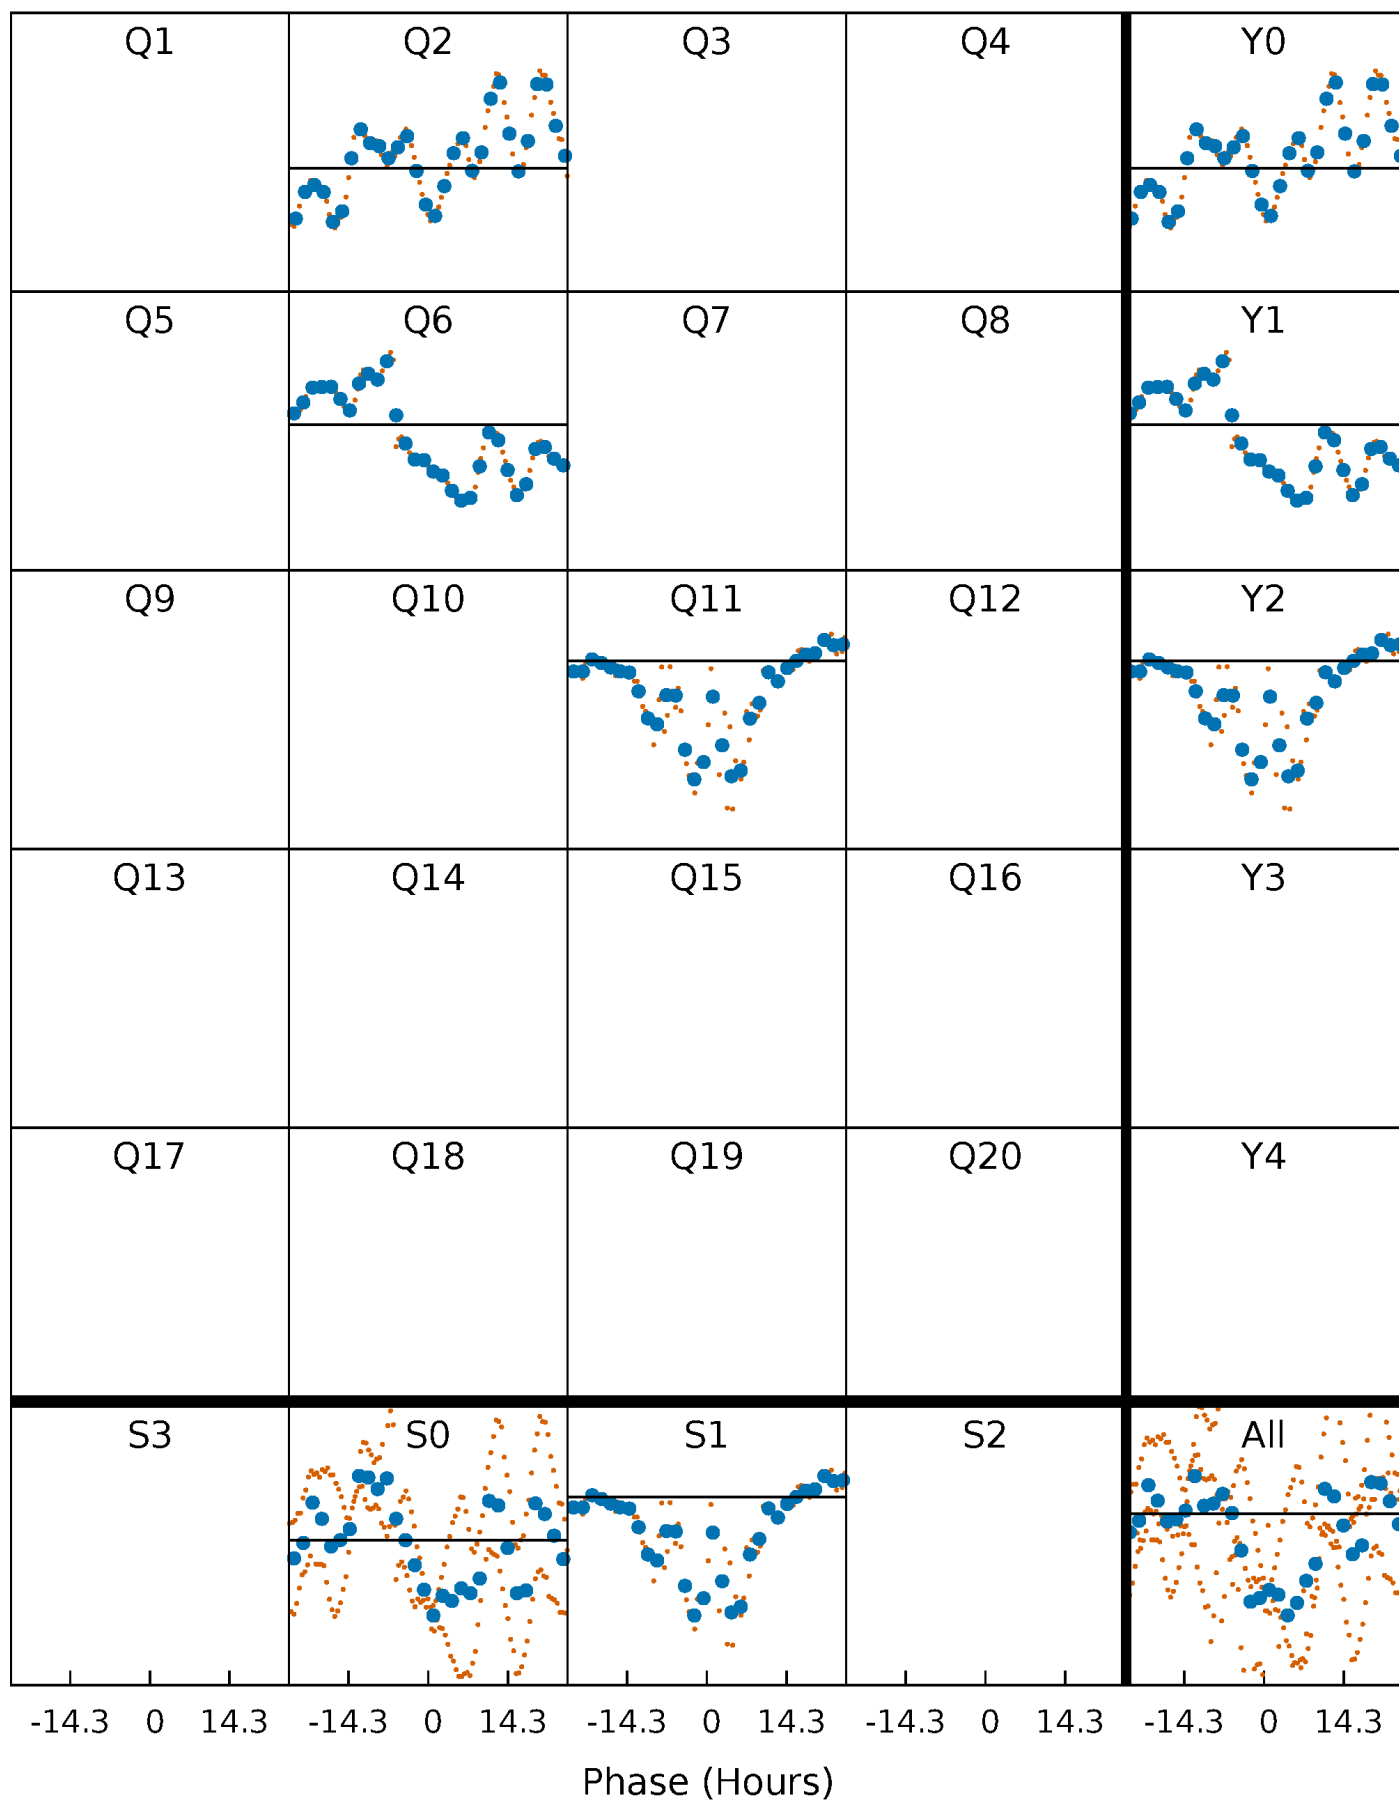 Q1 Q2 Q3 Q4 Y0
Q5 Q6 Q7 Q8 Y1
Q9 Q10 Q11 Q12 Y2
Q13 Q14 Q15 Q16 Y3
Q17 Q18 Q19 Q20 Y4
S3 S0 S1 S2 All
-14.3 0 14.3 -14.3 0 14.3 -14.3 0 14.3 -14.3 0 14.3 -14.3 0 14.3
Phase (Hours)